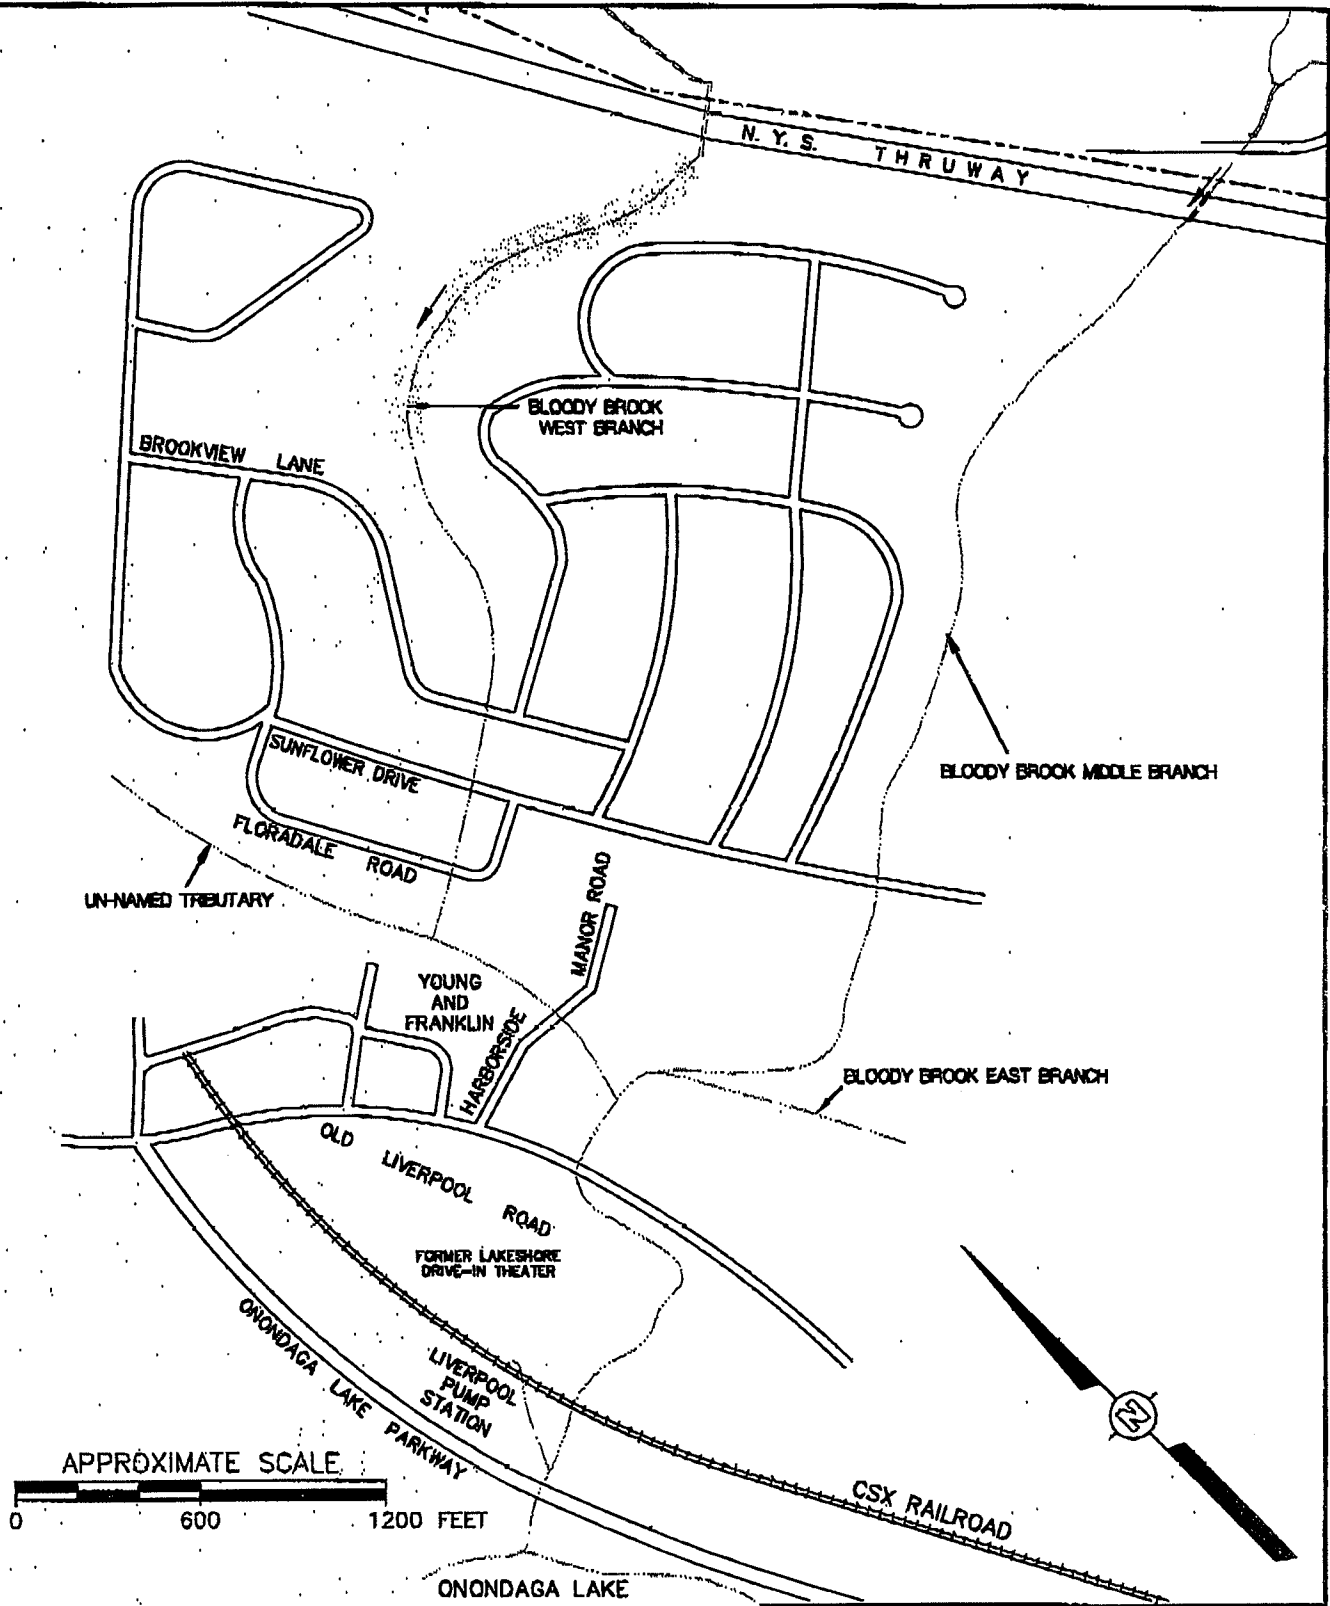 N. Y. S. THRUWAY
BLOODY BROOK
WEST BRANCH
BROOKVIEW LANE
SUNFLOWER DRIVE
BLOODY BROOK MIDDLE BRANCH
FLORADALE ROAD
UN-NAMED TRIBUTARY
MANOR ROAD
YOUNG
AND
FRANKLIN
HARBORSIDE
BLOODY BROOK EAST BRANCH
OLD LIVERPOOL ROAD
FORMER LAKESHORE
DRIVE-IN THEATER
ONONDAGA LAKE PARKWAY
LIVERPOOL
PUMP
STATION
N
APPROXIMATE SCALE
0 600 1200 FEET
CSX RAILROAD
ONONDAGA LAKE